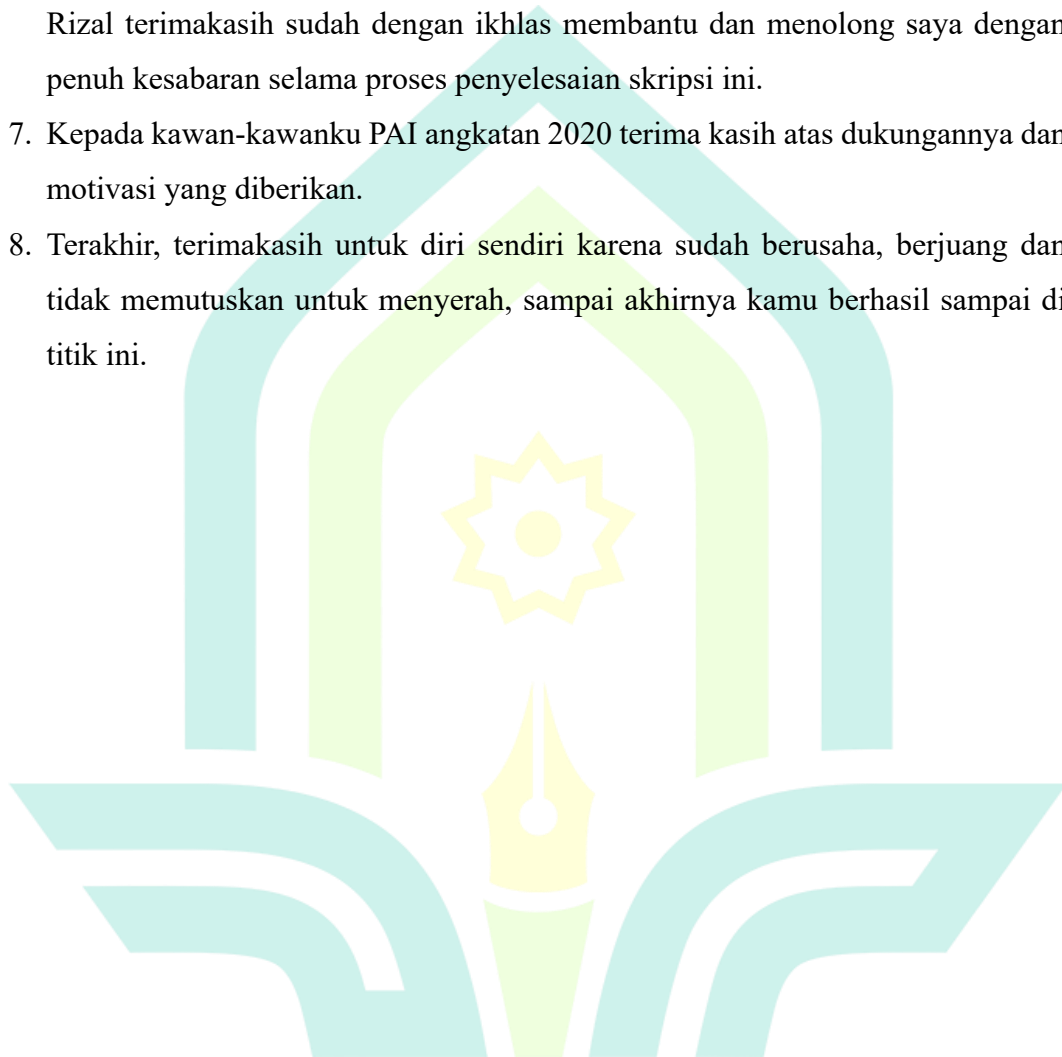 Rizal terimakasih sudah dengan ikhlas membantu dan menolong saya dengan
penuh kesabaran selama proses penyelesaian skripsi ini.
7. Kepada kawan-kawanku PAI angkatan 2020 terima kasih atas dukungannya dan
motivasi yang diberikan.
8. Terakhir, terimakasih untuk diri sendiri karena sudah berusaha, berjuang dan
tidak memutuskan untuk menyerah, sampai akhirnya kamu berhasil sampai di
titik ini.